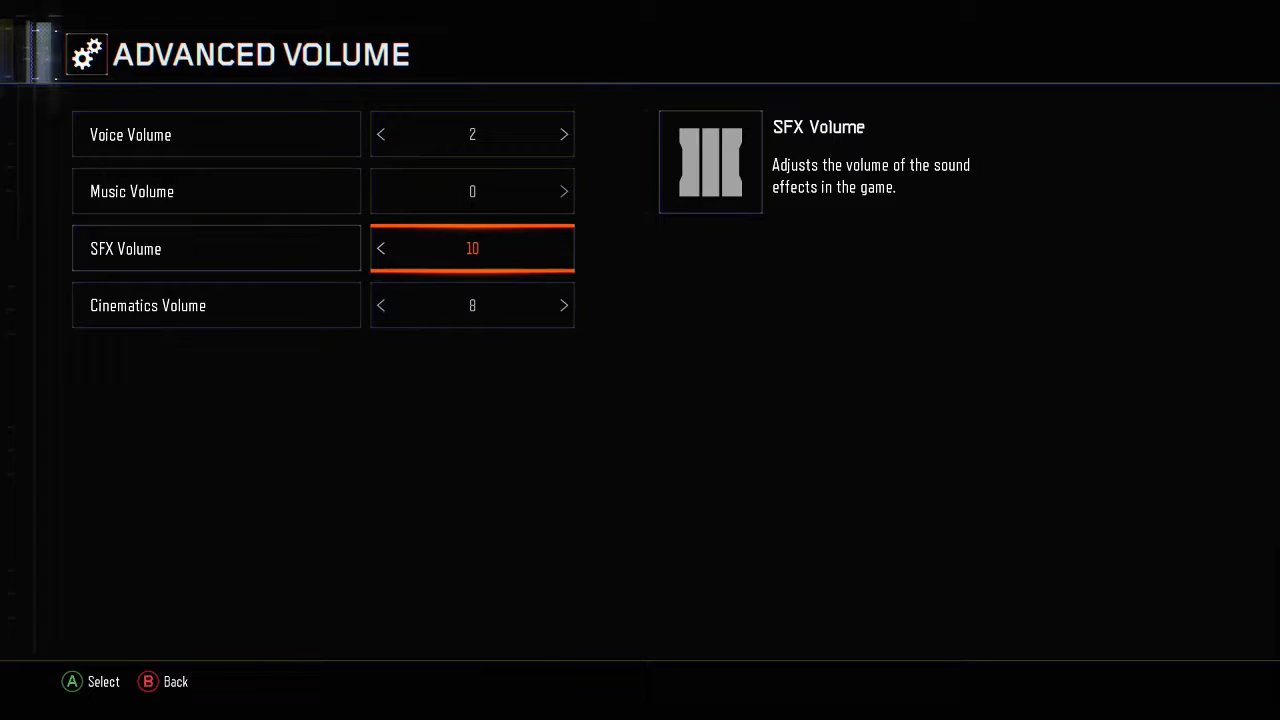 ADVANCED VOLUME
Voice Volume < 2 >
Music Volume 0 >
SFX Volume < 10
Cinematics Volume < 8 >
SFX Volume
Adjusts the volume of the sound
effects in the game.
A Select B Back